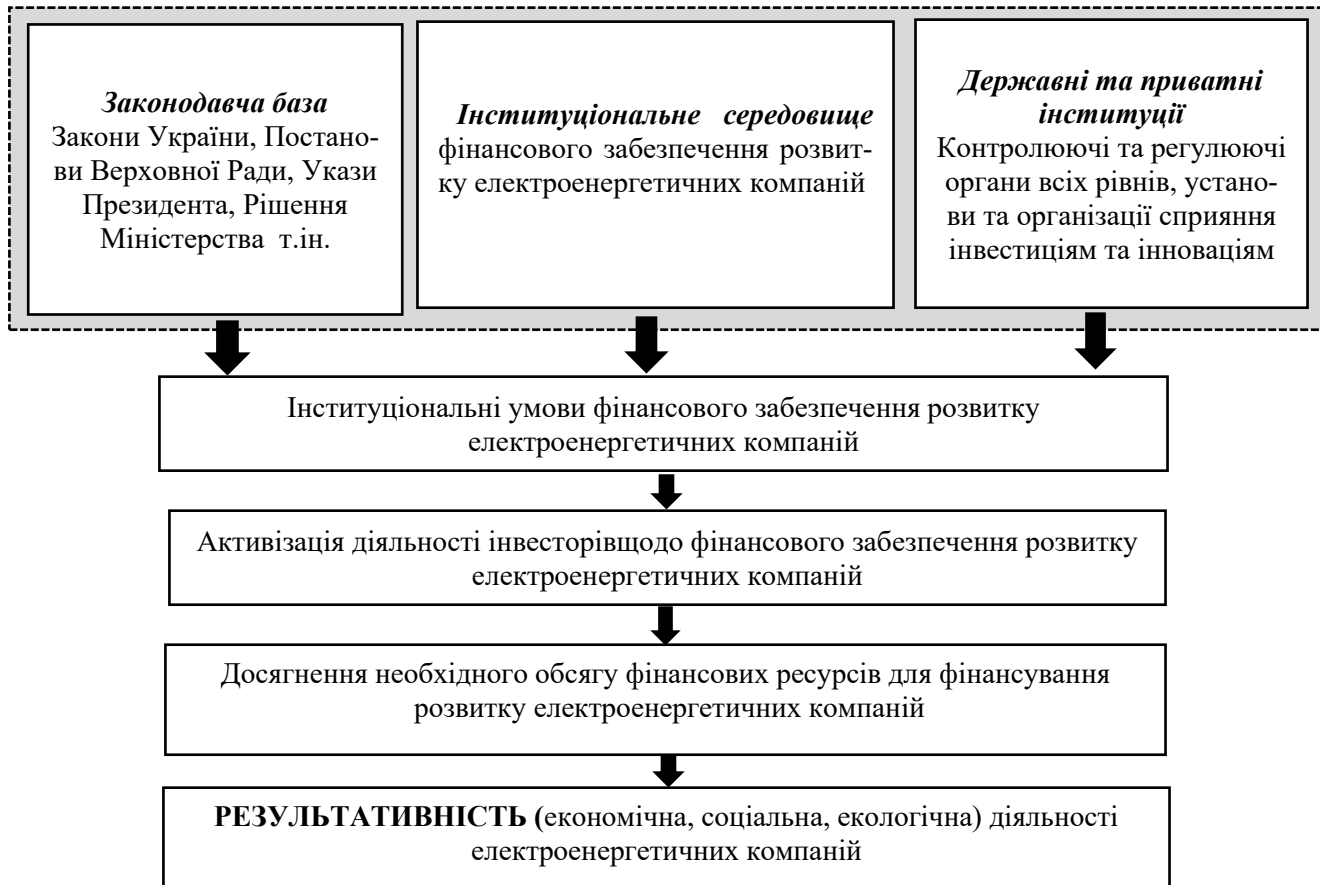 Законодавча база
Закони України, Постано-
ви Верховної Ради, Укази
Президента, Рішення
Міністерства т.ін.
Інституціональне середовище
фінансового забезпечення розвит-
ку електроенергетичних компаній
Державні та приватні
інституції
Контролюючі та регулюючі
органи всіх рівнів, устано-
ви та організації сприяння
інвестиціям та інноваціям
Інституціональні умови фінансового забезпечення розвитку
електроенергетичних компаній
Активізація діяльності інвесторівщодо фінансового забезпечення розвитку
електроенергетичних компаній
Досягнення необхідного обсягу фінансових ресурсів для фінансування
розвитку електроенергетичних компаній
РЕЗУЛЬТАТИВНІСТЬ (економічна, соціальна, екологічна) діяльності
електроенергетичних компаній